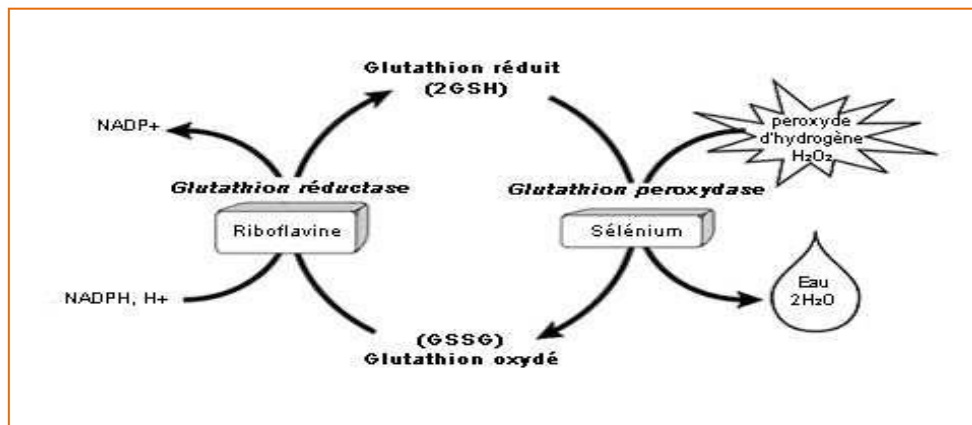 Glutathion réduit
(2GSH)
NADP+
peroxyde
d'hydrogène
H₂O₂
Glutathion réductase
Glutathion peroxydase
Riboflavine
Sélénium
NADPH, H+
Eau
2H₂O
(GSSG)
Glutathion oxydé